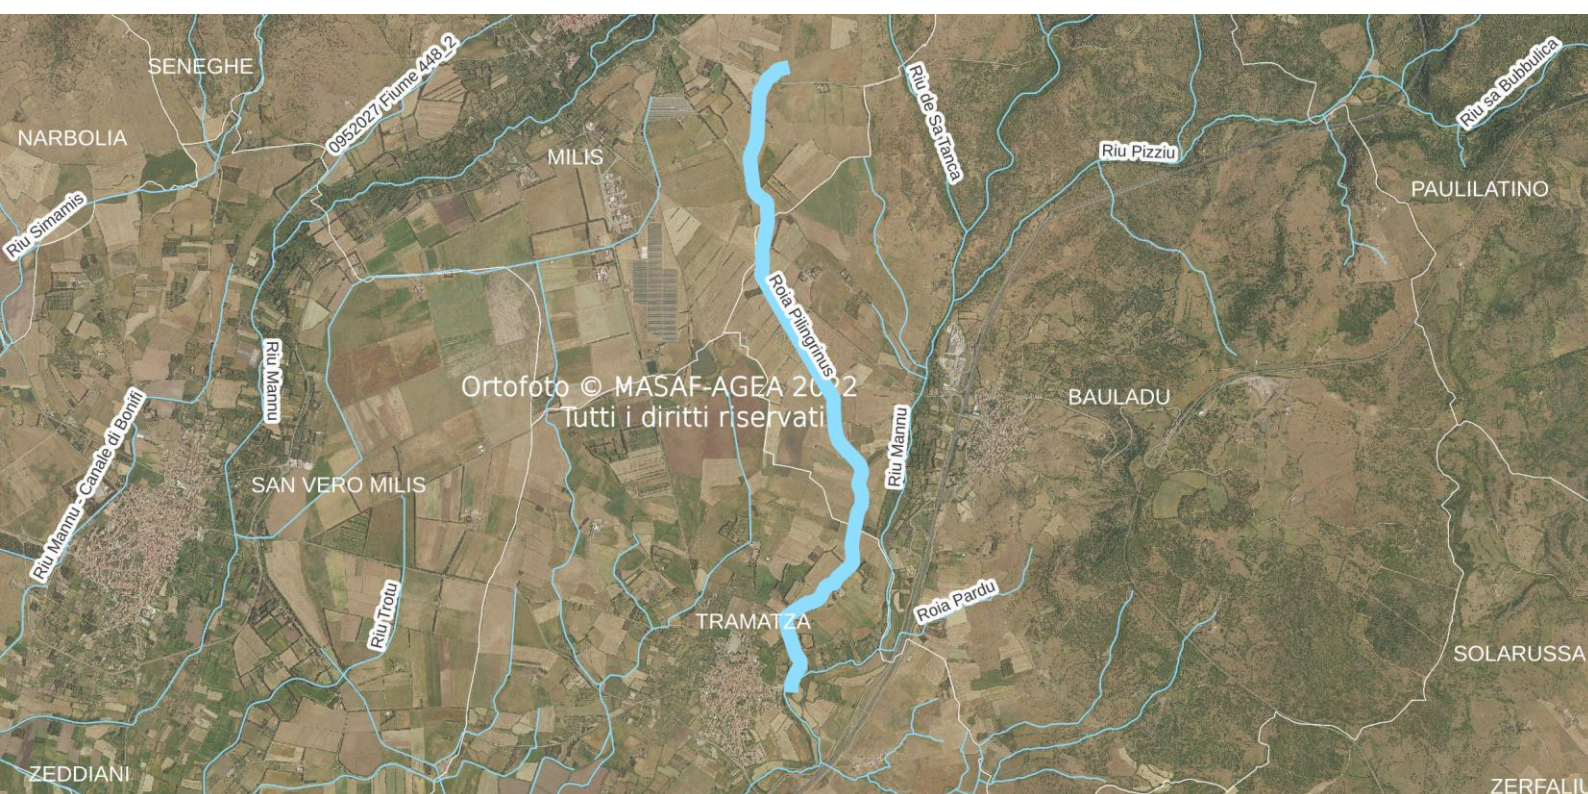 SENEGHE
0952027 Fiume 448_2
Riu de Sa Tanca
Riu sa Bubbulica
NARBOLIA
MILIS
Riu Pizziu
PAULILATINO
Riu Simamis
Roia Pilingrinus
Riu Mannu
Ortofoto © MASAF-AGEA 2022
Tutti i diritti riservati
BAULADU
Riu Mannu - Canale di Bonifi
Riu Mannu
SAN VERO MILIS
Riu Trotu
Roia Pardu
TRAMATZA
SOLARUSSA
ZEDDIANI
ZERFALIU